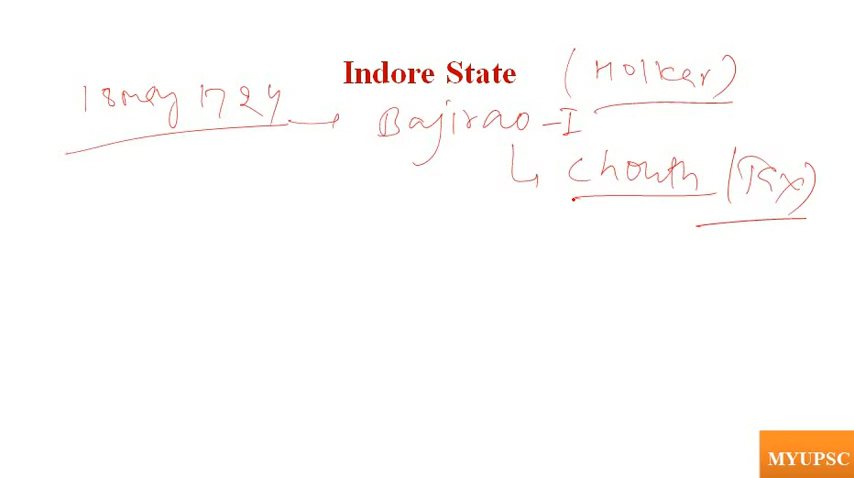 Indore State (Holker)
18 may 1724 → Bajirao-I
↳ Chouth (Tax)
MYUPSC